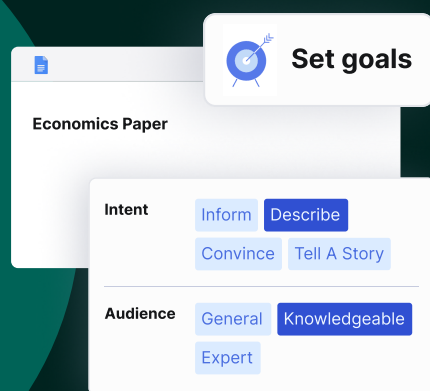 Set goals
Economics Paper
Intent Inform Describe
Convince Tell A Story
Audience General Knowledgeable
Expert